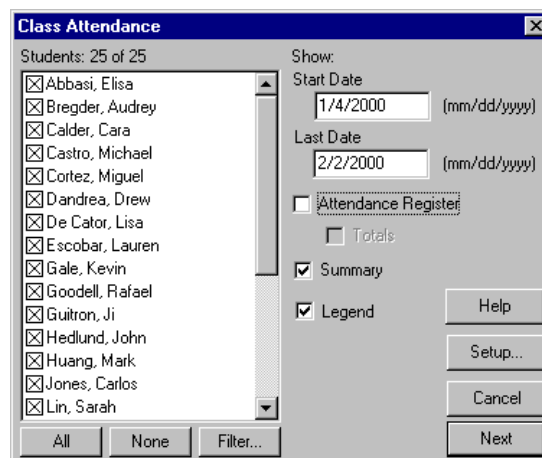 Class Attendance
Students: 25 of 25
Abbasi, Elisa
Bregder, Audrey
Calder, Cara
Castro, Michael
Cortez, Miguel
Dandrea, Drew
De Cator, Lisa
Escobar, Lauren
Gale, Kevin
Goodell, Rafael
Guitron, Ji
Hedlund, John
Huang, Mark
Jones, Carlos
Lin, Sarah
All None Filter...
Show:
Start Date
1/4/2000 (mm/dd/yyyy)
Last Date
2/2/2000 (mm/dd/yyyy)
Attendance Register
Totals
Summary
Legend
Help
Setup...
Cancel
Next